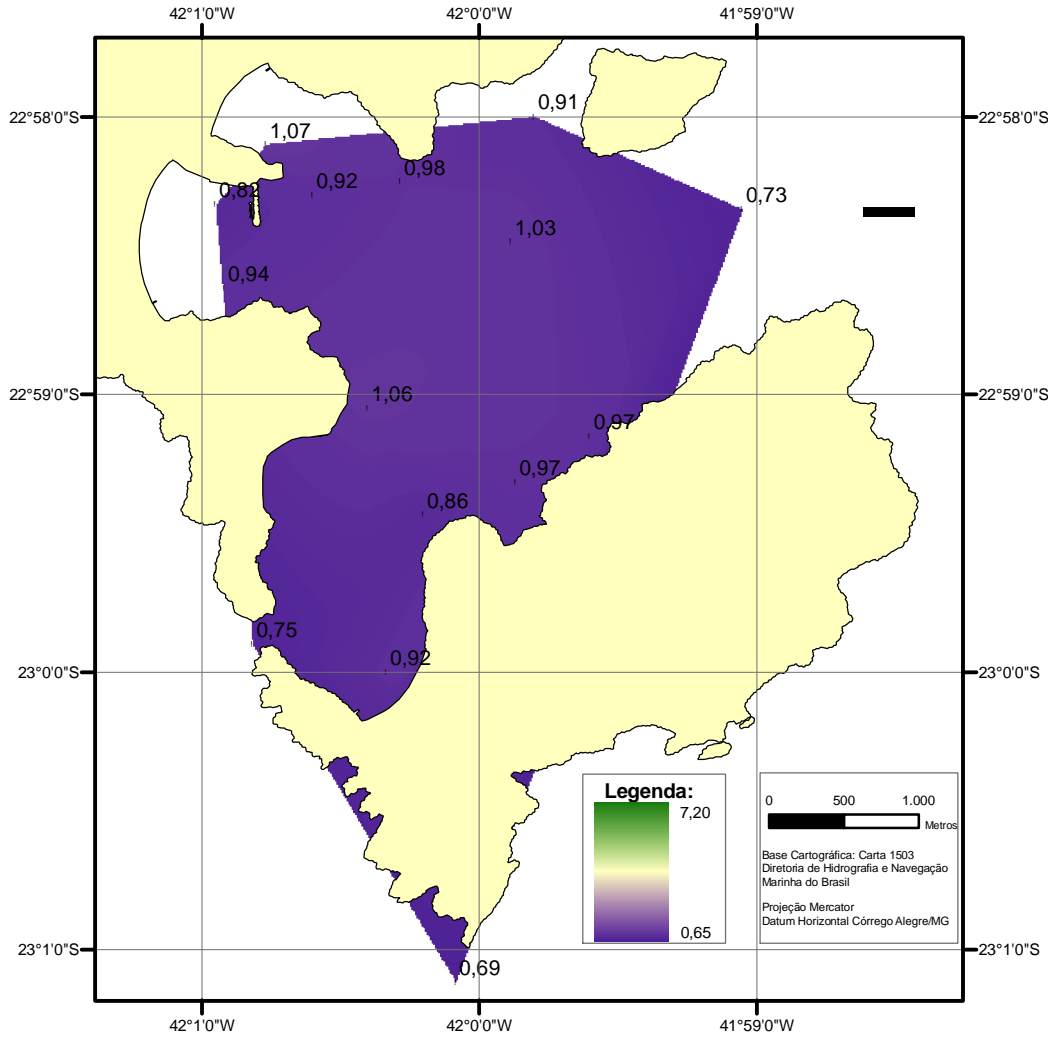 42°1'0"W 42°0'0"W 41°59'0"W
0,91
22°58'0"S 22°58'0"S
1,07
0,98
0,92
0,82
0,73
1,03
0,94
22°59'0"S 22°59'0"S
1,06
0,97
0,97
0,86
0,75
0,92
23°0'0"S 23°0'0"S
Legenda:
7,20
0,65
0 500 1.000
Metros
Base Cartográfica: Carta 1503
Diretoria de Hidrografia e Navegação
Marinha do Brasil
Projeção Mercator
Datum Horizontal Córrego Alegre/MG
23°1'0"S 23°1'0"S
0,69
42°1'0"W 42°0'0"W 41°59'0"W